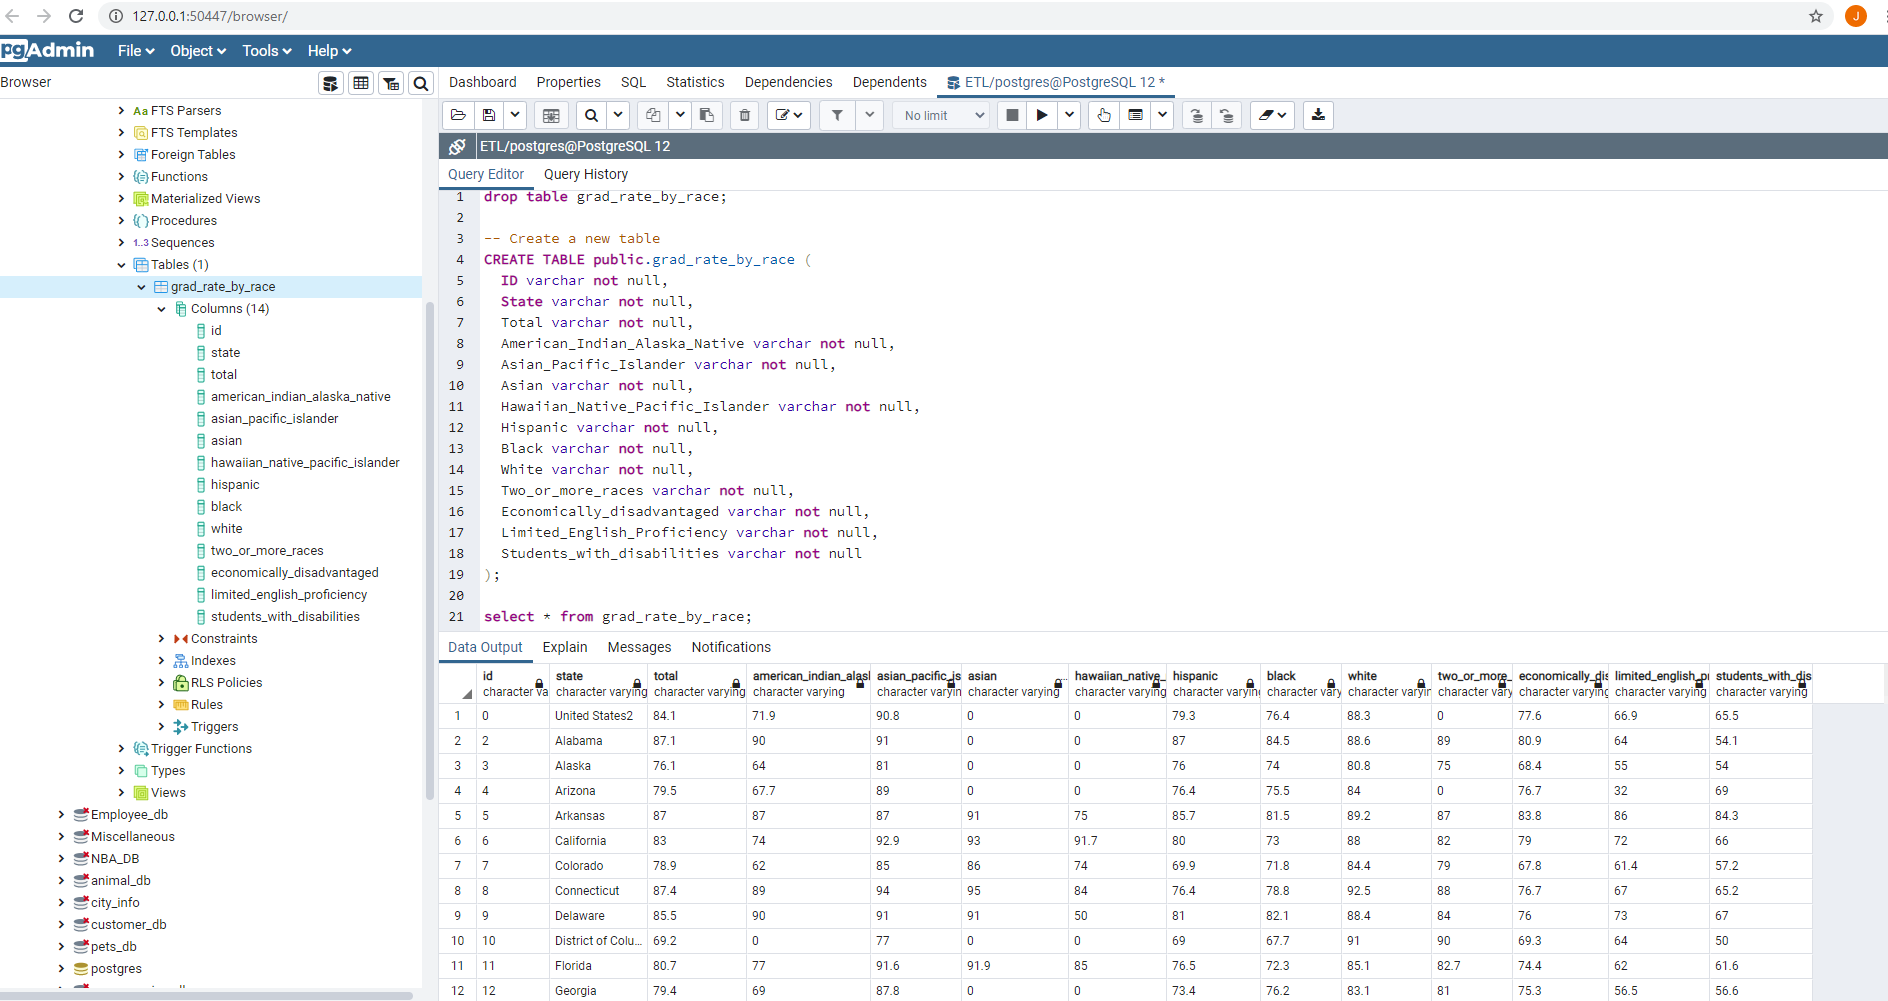 127.0.0.1:50447/browser/
J
pgAdmin File Object Tools Help
Browser
Dashboard Properties SQL Statistics Dependencies Dependents ETL/postgres@PostgreSQL 12 *
No limit
ETL/postgres@PostgreSQL 12
Query Editor Query History
Aa FTS Parsers
FTS Templates
Foreign Tables
Functions
Materialized Views
Procedures
1..3 Sequences
Tables (1)
grad_rate_by_race
Columns (14)
id
state
total
american_indian_alaska_native
asian_pacific_islander
asian
hawaiian_native_pacific_islander
hispanic
black
white
two_or_more_races
economically_disadvantaged
limited_english_proficiency
students_with_disabilities
Constraints
Indexes
RLS Policies
Rules
Triggers
Trigger Functions
Types
Views
Employee_db
Miscellaneous
NBA_DB
animal_db
city_info
customer_db
pets_db
postgres
1 drop table grad_rate_by_race;
2
3 -- Create a new table
4 CREATE TABLE public.grad_rate_by_race (
5 ID varchar not null,
6 State varchar not null,
7 Total varchar not null,
8 American_Indian_Alaska_Native varchar not null,
9 Asian_Pacific_Islander varchar not null,
10 Asian varchar not null,
11 Hawaiian_Native_Pacific_Islander varchar not null,
12 Hispanic varchar not null,
13 Black varchar not null,
14 White varchar not null,
15 Two_or_more_races varchar not null,
16 Economically_disadvantaged varchar not null,
17 Limited_English_Proficiency varchar not null,
18 Students_with_disabilities varchar not null
19 );
20
21 select * from grad_rate_by_race;
Data Output Explain Messages Notifications
id state total american_indian_alas asian_pacific_is asian hawaiian_native_ hispanic black white two_or_more_ economically_dis limited_english_p students_with_dis
character va character varying character varying character varying character varying character varying character varying character varying character vary character varying character vary character varying character varying character varying
1 0 United States2 84.1 71.9 90.8 0 0 79.3 76.4 88.3 0 77.6 66.9 65.5
2 2 Alabama 87.1 90 91 0 0 87 84.5 88.6 89 80.9 64 54.1
3 3 Alaska 76.1 64 81 0 0 76 74 80.8 75 68.4 55 54
4 4 Arizona 79.5 67.7 89 0 0 76.4 75.5 84 0 76.7 32 69
5 5 Arkansas 87 87 87 91 75 85.7 81.5 89.2 87 83.8 86 84.3
6 6 California 83 74 92.9 93 91.7 80 73 88 82 79 72 66
7 7 Colorado 78.9 62 85 86 74 69.9 71.8 84.4 79 67.8 61.4 57.2
8 8 Connecticut 87.4 89 94 95 84 76.4 78.8 92.5 88 76.7 67 65.2
9 9 Delaware 85.5 90 91 91 50 81 82.1 88.4 84 76 73 67
10 10 District of Colu... 69.2 0 77 0 0 69 67.7 91 90 69.3 64 50
11 11 Florida 80.7 77 91.6 91.9 85 76.5 72.3 85.1 82.7 74.4 62 61.6
12 12 Georgia 79.4 69 87.8 0 0 73.4 76.2 83.1 81 75.3 56.5 56.6